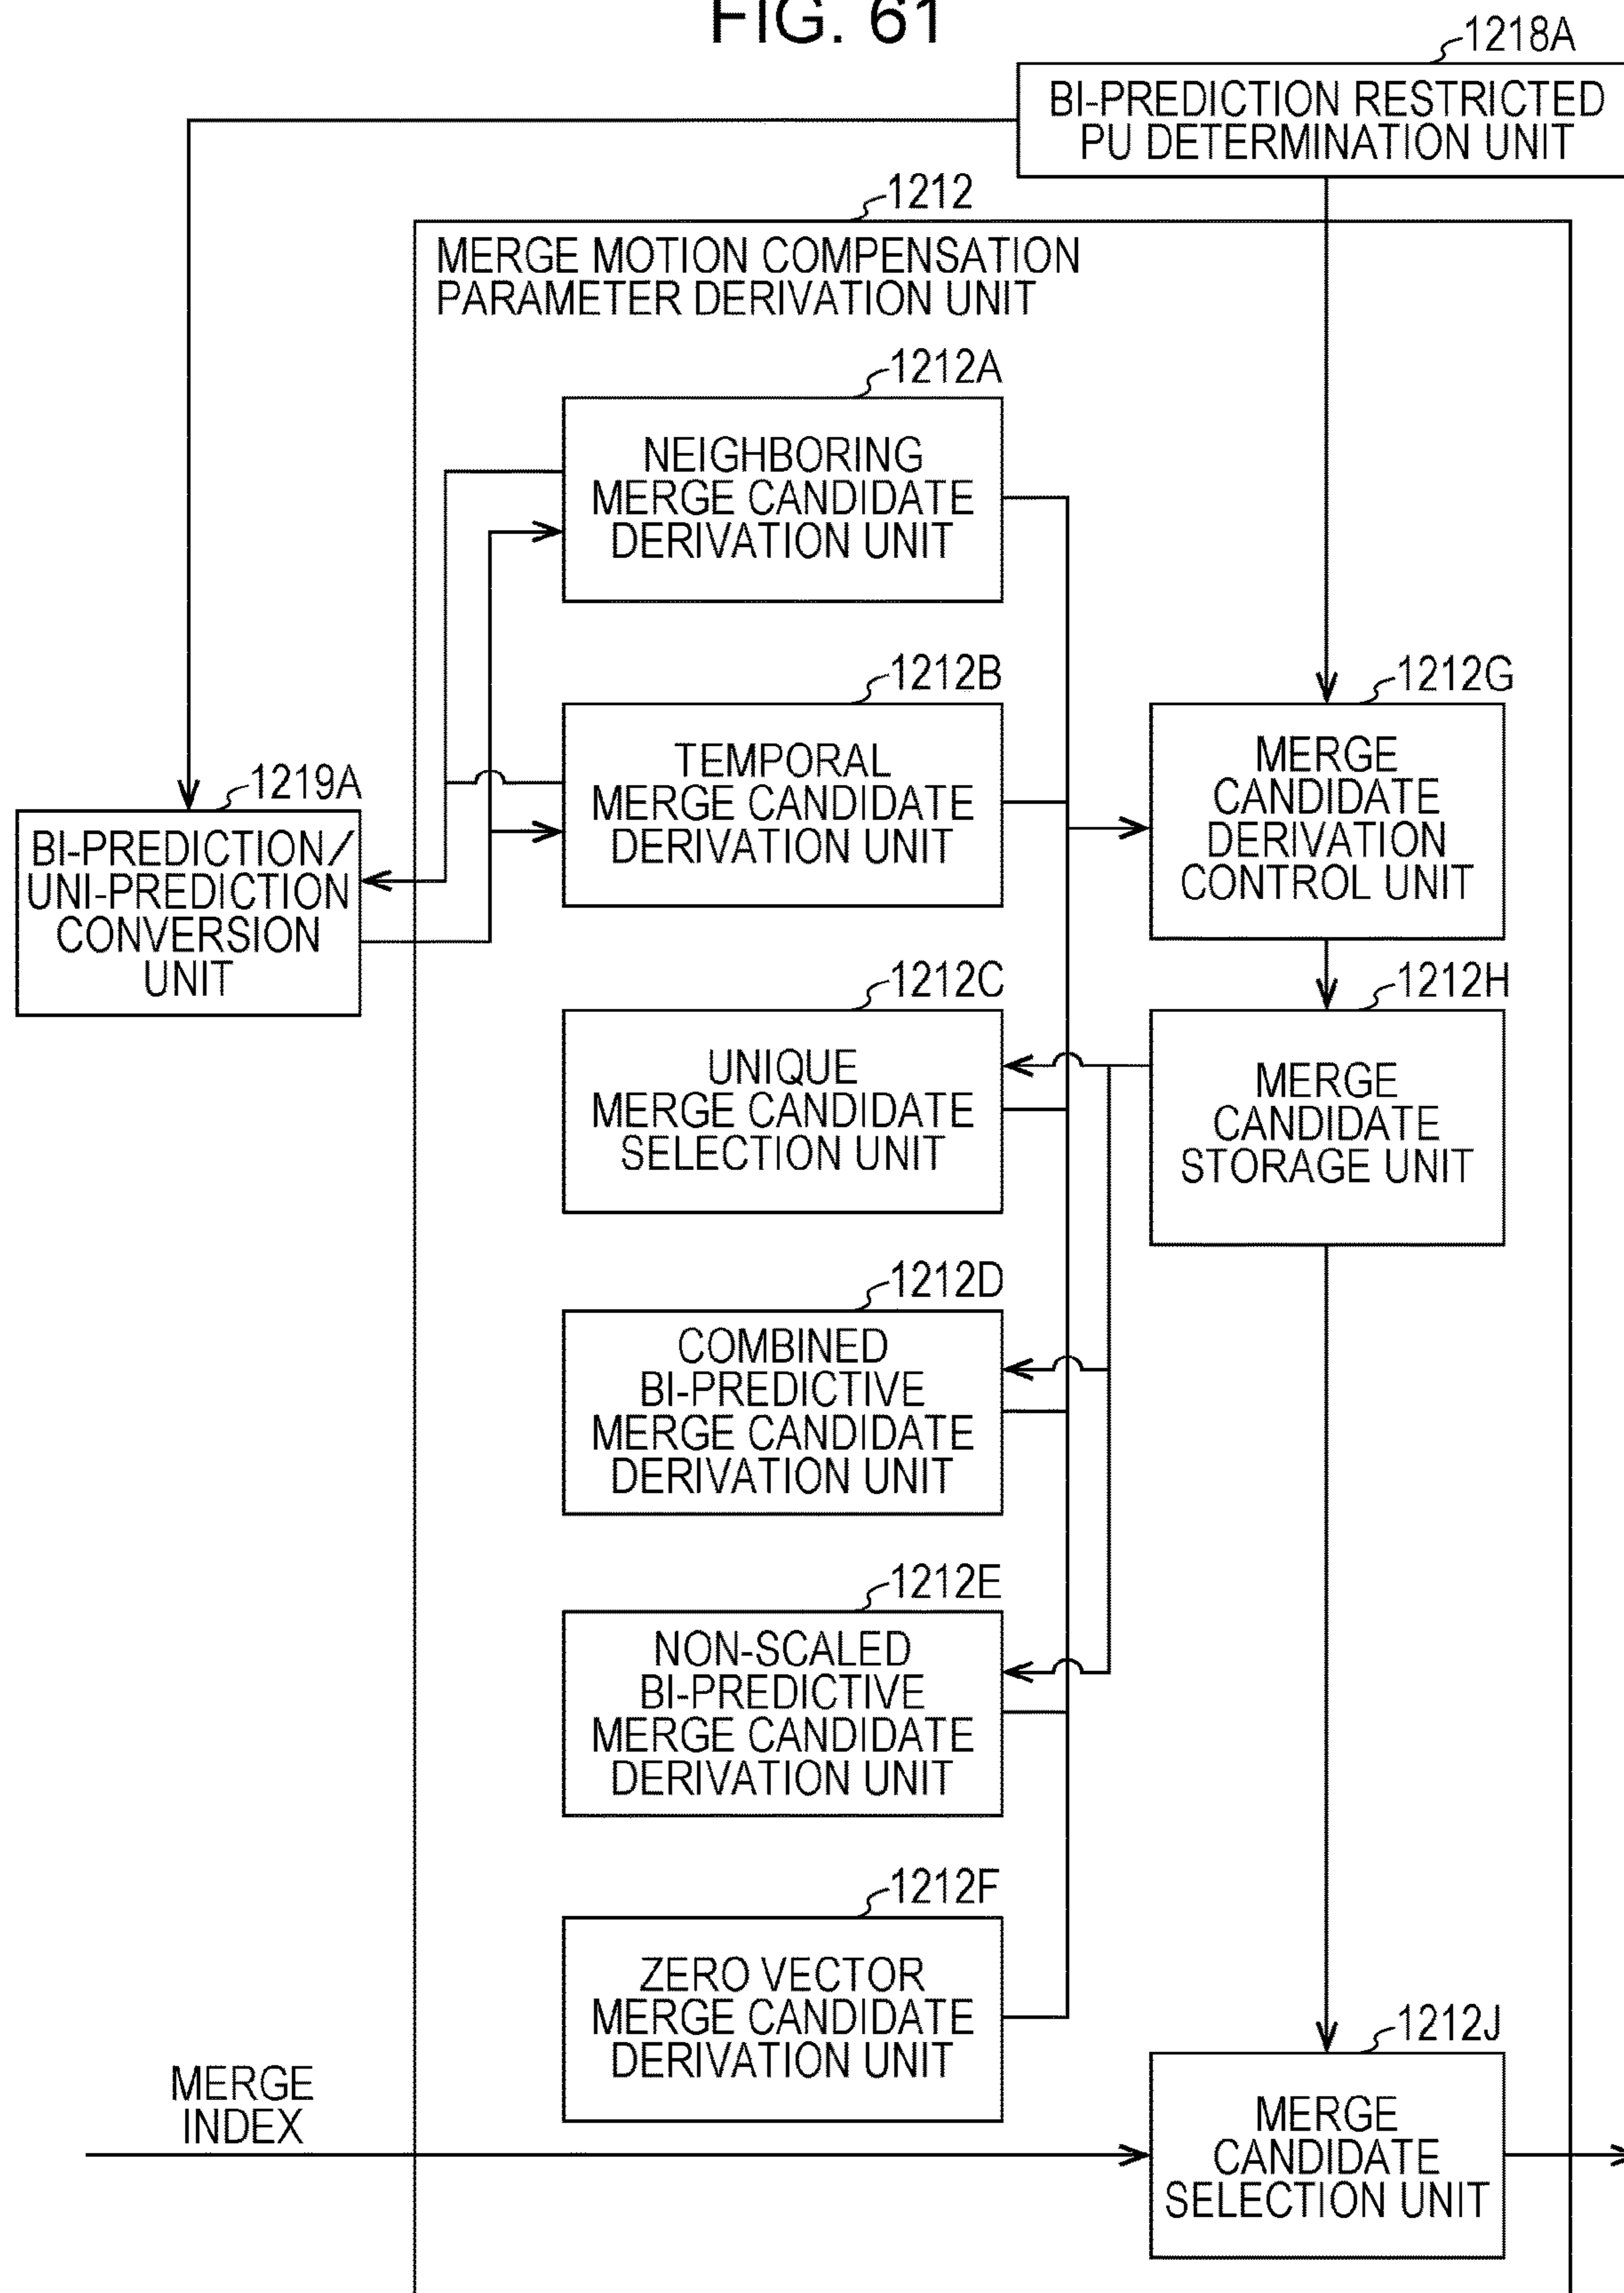 FIG. 61
1218A
BI-PREDICTION RESTRICTED
PU DETERMINATION UNIT
1212
MERGE MOTION COMPENSATION
PARAMETER DERIVATION UNIT
1212A
NEIGHBORING
MERGE CANDIDATE
DERIVATION UNIT
1212B
TEMPORAL
MERGE CANDIDATE
DERIVATION UNIT
1212G
MERGE
CANDIDATE
DERIVATION
CONTROL UNIT
1219A
BI-PREDICTION/
UNI-PREDICTION
CONVERSION
UNIT
1212C
UNIQUE
MERGE CANDIDATE
SELECTION UNIT
1212H
MERGE
CANDIDATE
STORAGE UNIT
1212D
COMBINED
BI-PREDICTIVE
MERGE CANDIDATE
DERIVATION UNIT
1212E
NON-SCALED
BI-PREDICTIVE
MERGE CANDIDATE
DERIVATION UNIT
1212F
ZERO VECTOR
MERGE CANDIDATE
DERIVATION UNIT
MERGE
INDEX
1212J
MERGE
CANDIDATE
SELECTION UNIT